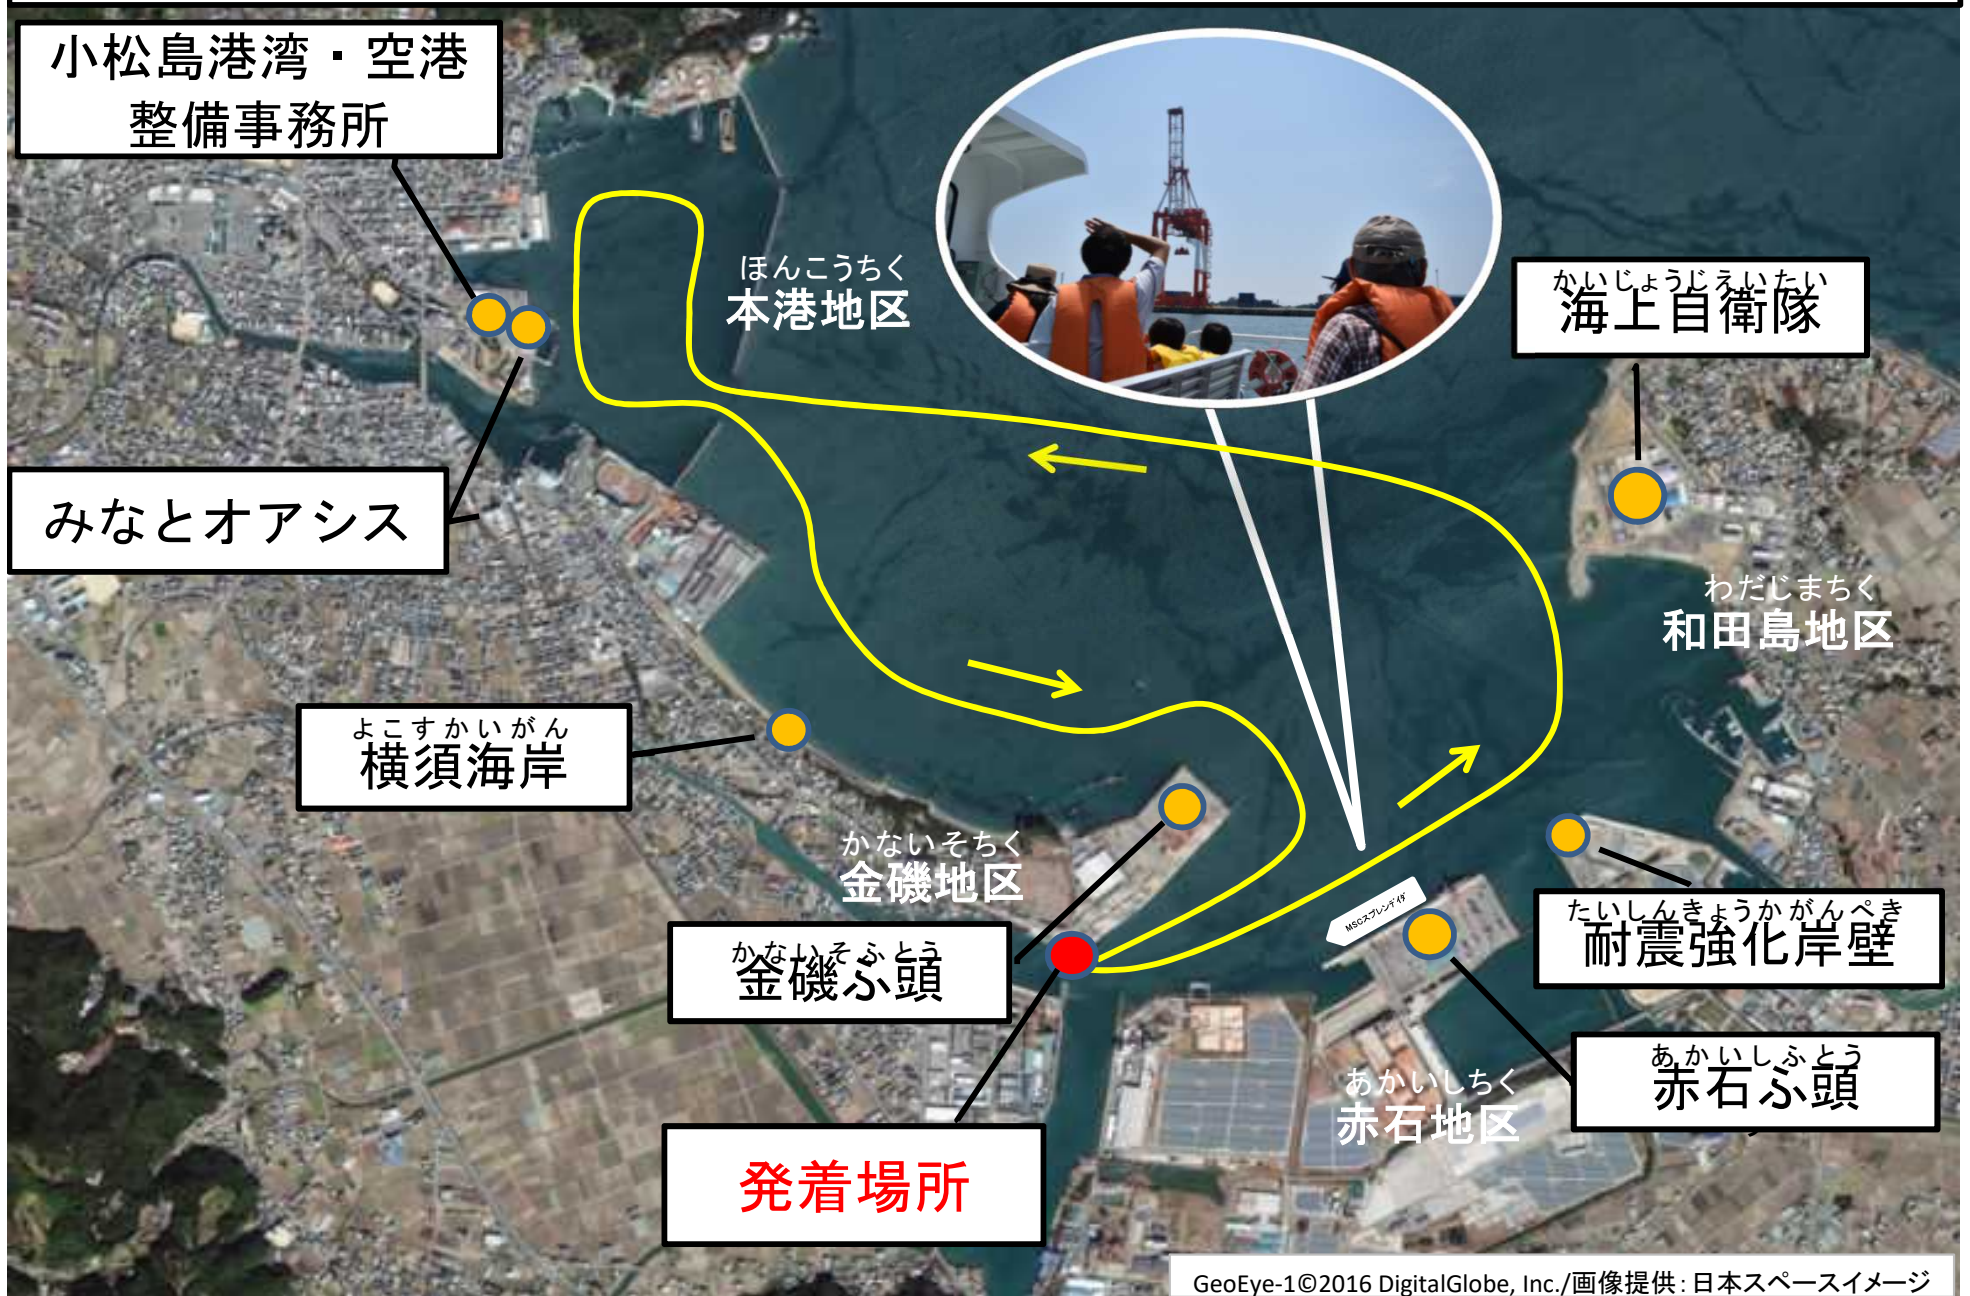 小松島港湾・空港
整備事務所
ほんこうちく
本港地区
かいじょうじえいたい
海上自衛隊
みなとオアシス
わだじまちく
和田島地区
よこすかいがん
横須海岸
かないそちく
金磯地区
MSCスプレンディダ
たいしんきょうかがんぺき
耐震強化岸壁
かないそふとう
金磯ふ頭
あかいしふとう
赤石ふ頭
あかいしちく
赤石地区
発着場所
GeoEye-1©2016 DigitalGlobe, Inc./画像提供：日本スペースイメージ